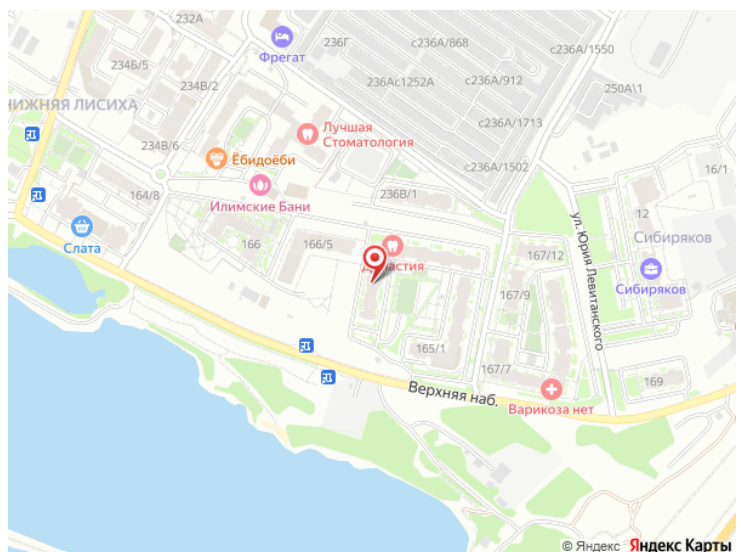 232А
234Б/5
236Г
с236А/868
с236А/1550
Фрегат
234В/2
236Ас1252А
с236А/912
250А\1
НИЖНЯЯ ЛИСИХА
Лучшая
Стоматология
с236А/1713
234В/6
Ёбидоёби
с236А/1502
16/1
164/8
Илимские Бани
236В/1
12
Слата
166
166/5
167/12
Сибиряков
ул. Юрия Левитанского
167/9
Сибиряков
165/1
167/7
169
Верхняя наб.
Варикоза нет
© Яндекс Яндекс Карты